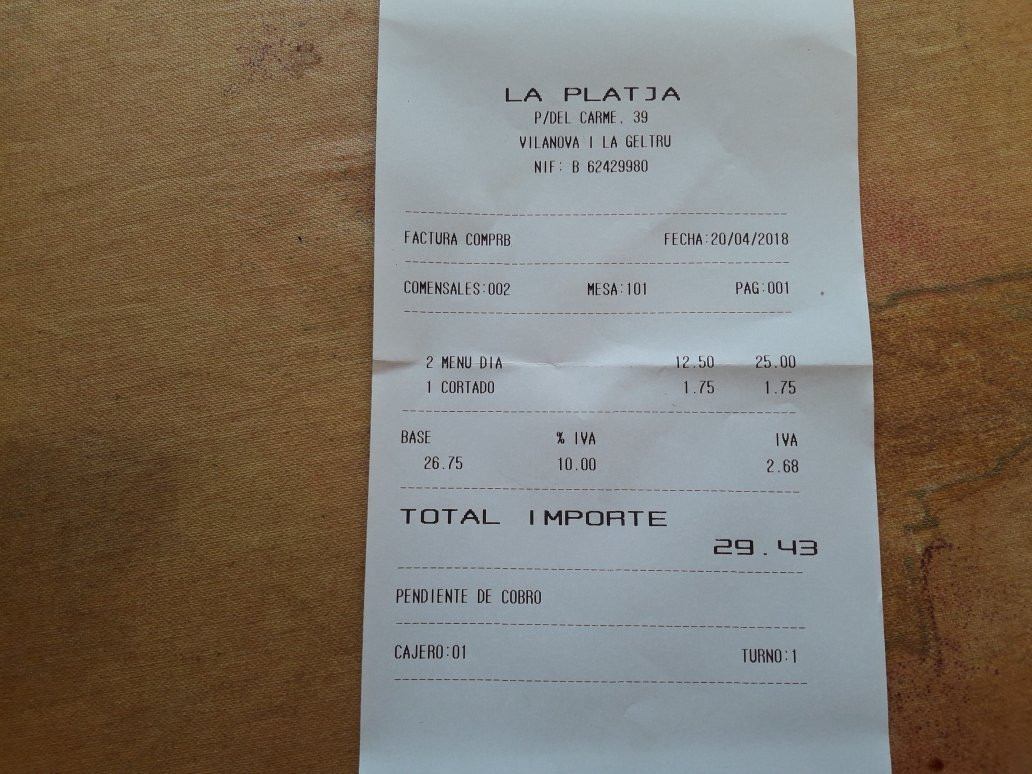 LA PLATJA
P/DEL CARME, 39
VILANOVA I LA GELTRU
NIF: B 62429980
FACTURA COMPRB FECHA:20/04/2018
COMENSALES:002 MESA:101 PAG:001
2 MENU DIA 12.50 25.00
1 CORTADO 1.75 1.75
BASE % IVA IVA
26.75 10.00 2.68
TOTAL IMPORTE
29.43
PENDIENTE DE COBRO
CAJERO:01 TURNO:1